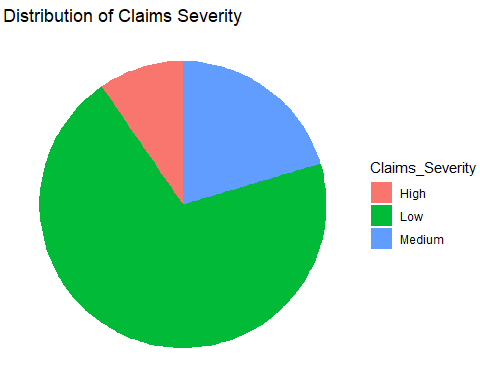 Distribution of Claims Severity
Claims_Severity
High
Low
Medium